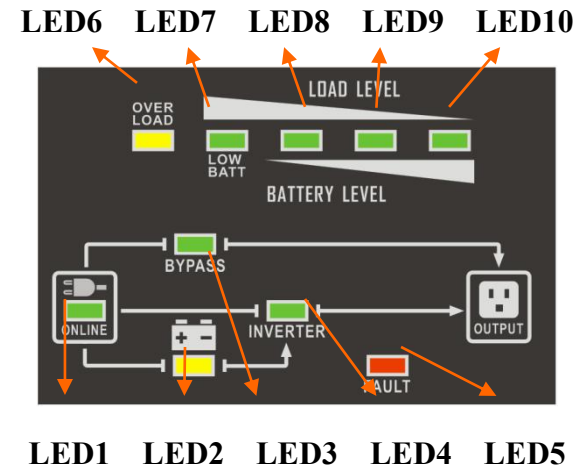 LED6 LED7 LED8 LED9 LED10
LOAD LEVEL
OVER
LOAD
LOW
BATT
BATTERY LEVEL
BYPASS
ONLINE
INVERTER
OUTPUT
FAULT
LED1 LED2 LED3 LED4 LED5